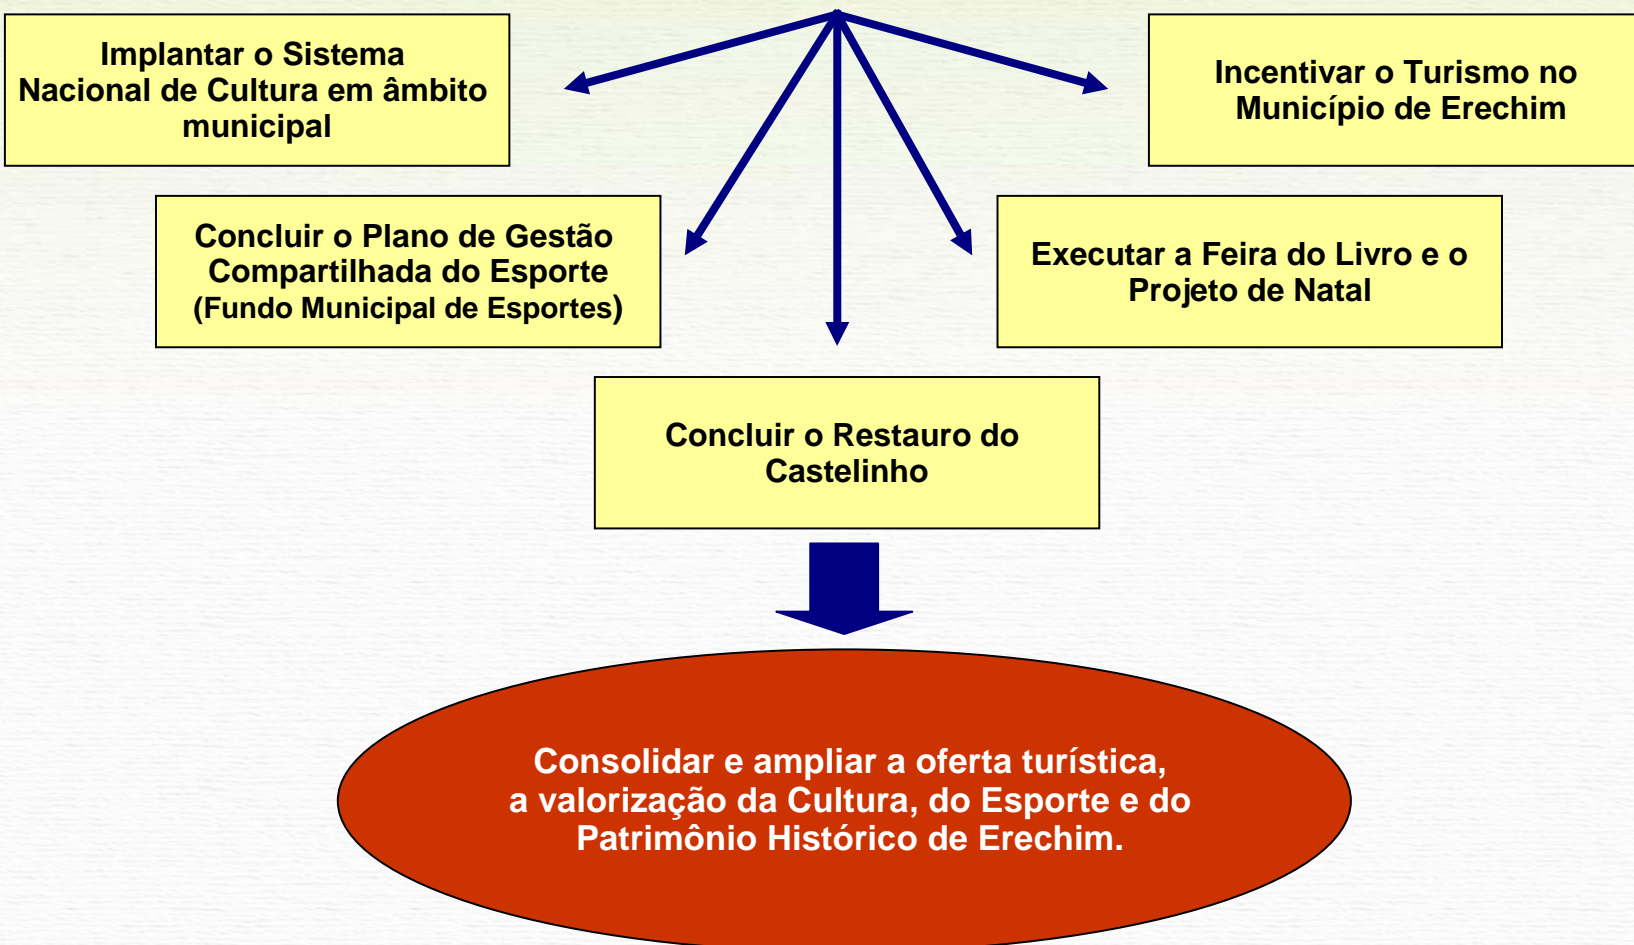 Implantar o Sistema
Nacional de Cultura em âmbito
municipal
Incentivar o Turismo no
Município de Erechim
Concluir o Plano de Gestão
Compartilhada do Esporte
(Fundo Municipal de Esportes)
Executar a Feira do Livro e o
Projeto de Natal
Concluir o Restauro do
Castelinho
Consolidar e ampliar a oferta turística,
a valorização da Cultura, do Esporte e do
Patrimônio Histórico de Erechim.